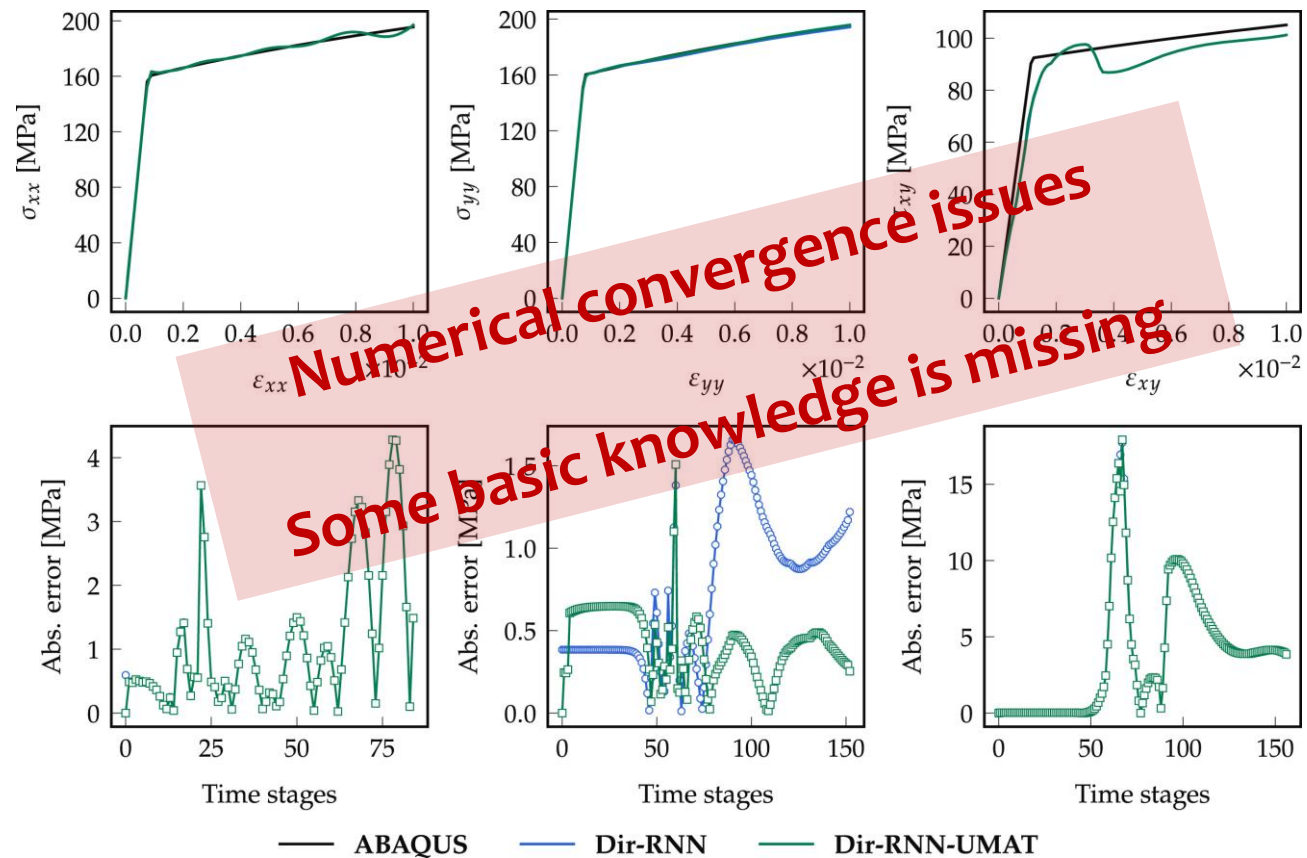 200
160
120
80
40
0
σxx [MPa]
0.0 0.2 0.4 0.6 0.8 1.0
εxx
×10-2
200
160
120
80
40
0
σyy [MPa]
0.0 0.2 0.4 0.6 0.8 1.0
εyy
×10-2
100
80
60
40
20
0
σxy [MPa]
0.0 0.2 0.4 0.6 0.8 1.0
εxy
×10-2
Numerical convergence issues
Some basic knowledge is missing
4
3
2
1
0
Abs. error [MPa]
0 25 50 75
Time stages
1.5
1.0
0.5
0.0
Abs. error [MPa]
0 50 100 150
Time stages
15
10
5
0
Abs. error [MPa]
0 50 100 150
Time stages
ABAQUS Dir-RNN Dir-RNN-UMAT